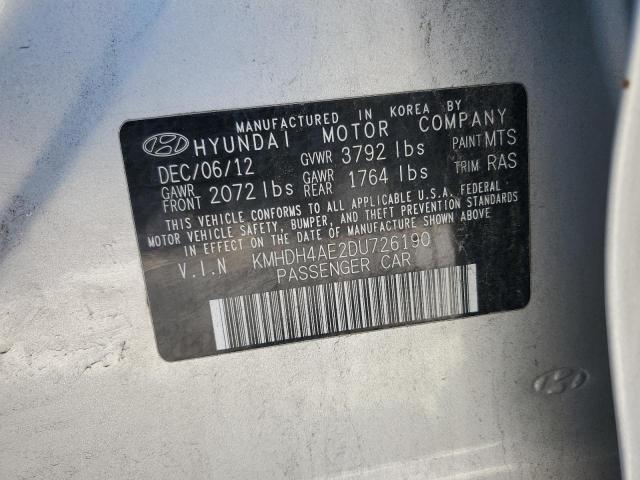 MANUFACTURED IN KOREA BY
HYUNDAI MOTOR COMPANY
DEC/06/12 GVWR 3792 lbs PAINT MTS
GAWR FRONT 2072 lbs GAWR REAR 1764 lbs TRIM RAS
THIS VEHICLE CONFORMS TO ALL APPLICABLE U.S.A. FEDERAL
MOTOR VEHICLE SAFETY, BUMPER, AND THEFT PREVENTION STANDARDS
IN EFFECT ON THE DATE OF MANUFACTURE SHOWN ABOVE.
V.I.N KMHDH4AE2DU726190
PASSENGER CAR